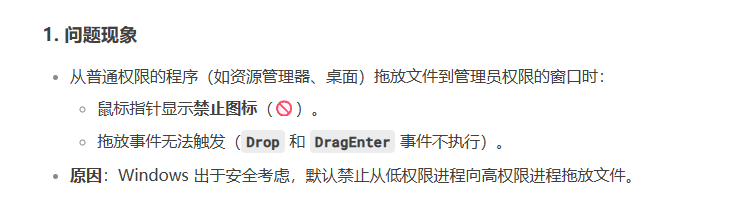 1. 问题现象
从普通权限的程序（如资源管理器、桌面）拖放文件到管理员权限的窗口时：
鼠标指针显示禁止图标（🚫）。
拖放事件无法触发（Drop 和 DragEnter 事件不执行）。
原因：Windows 出于安全考虑，默认禁止从低权限进程向高权限进程拖放文件。